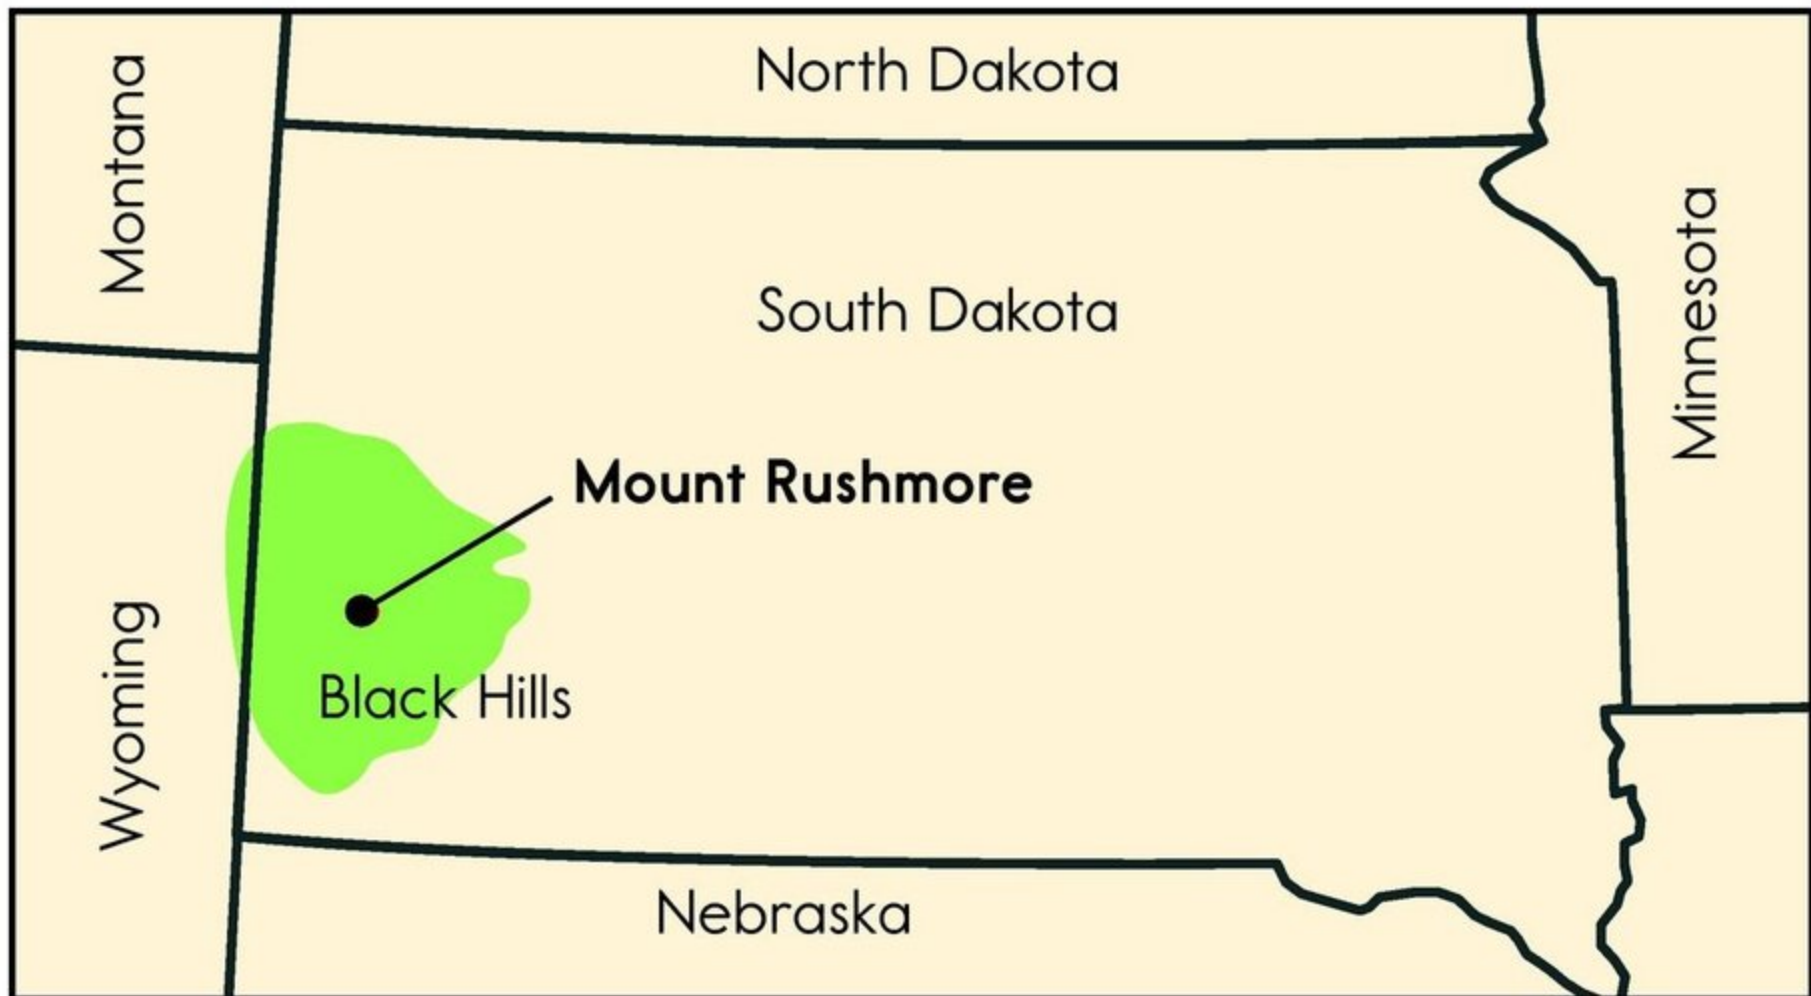 North Dakota
Montana
South Dakota
Minnesota
Mount Rushmore
Wyoming
Black Hills
Nebraska